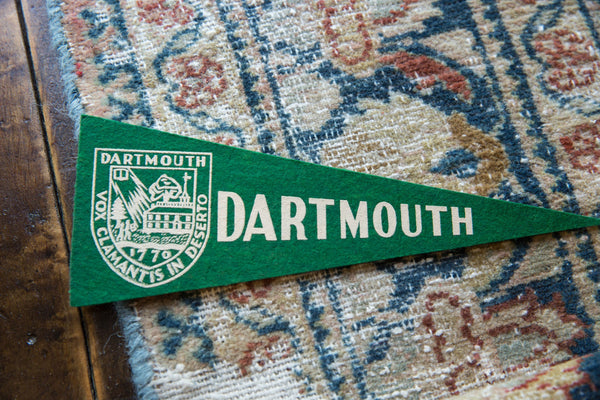 DARTMOUTH
VOX CLAMANTIS IN DESERTO
1770
DARTMOUTH